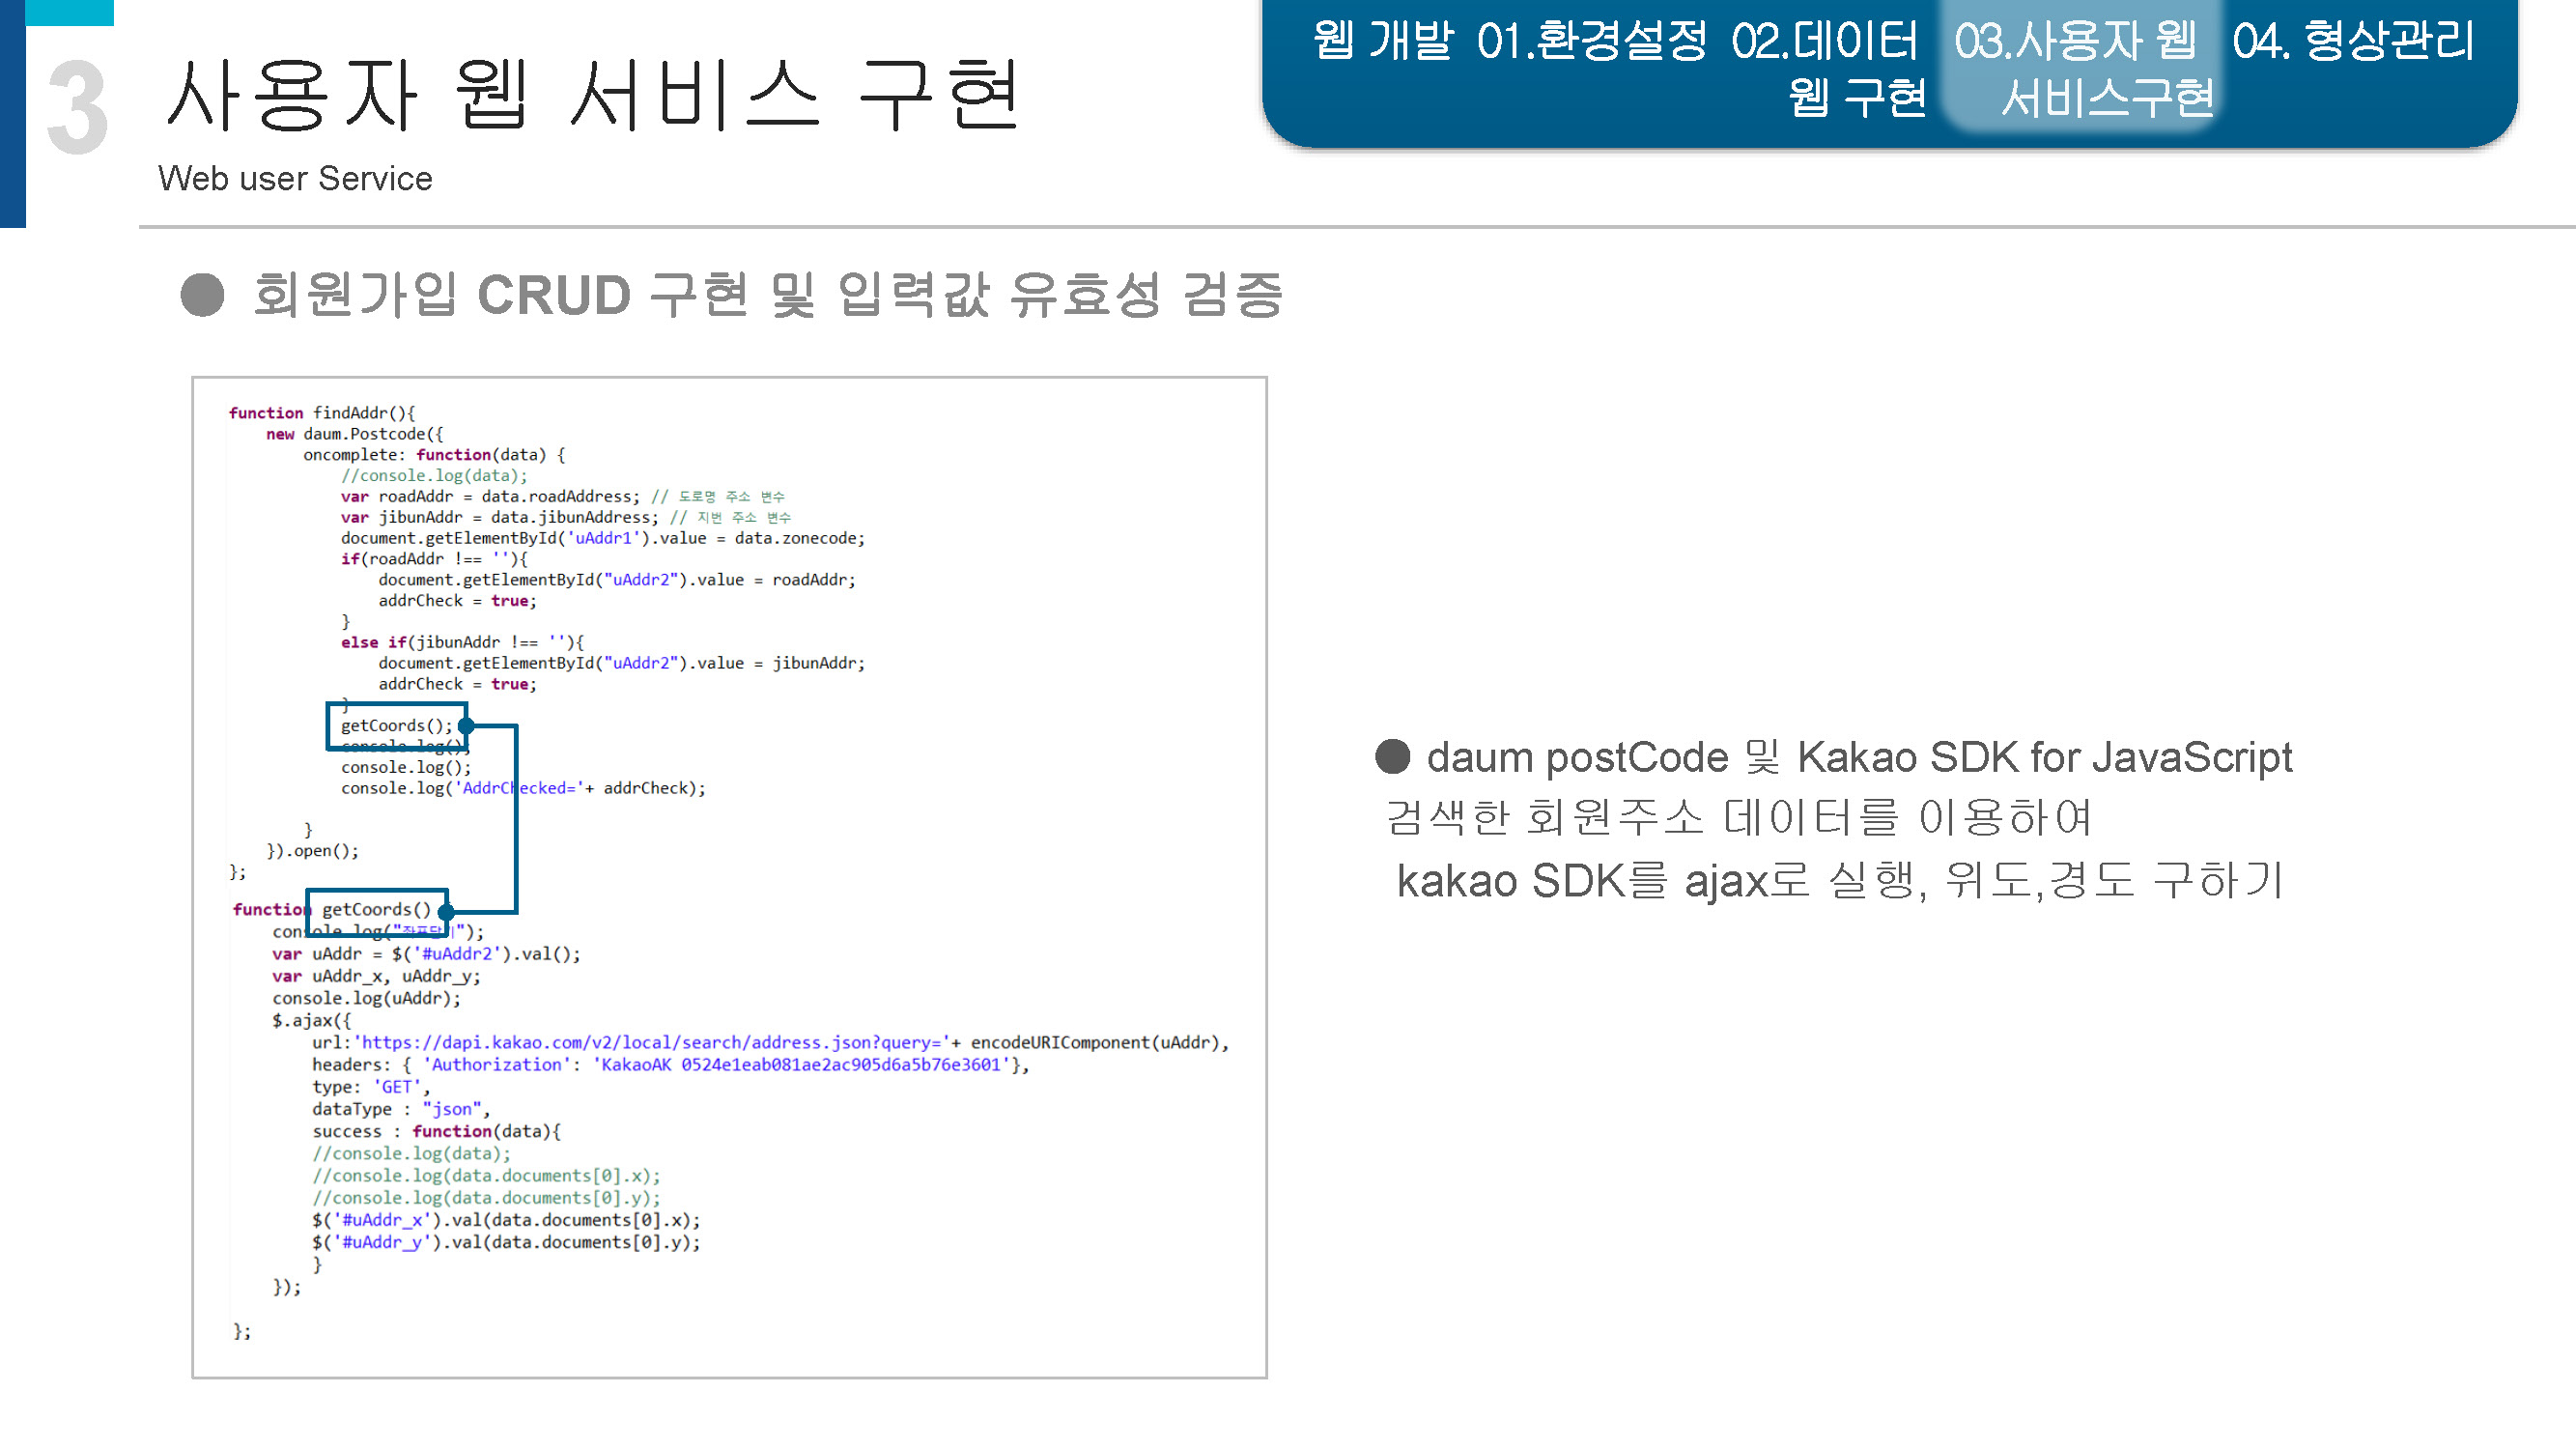 3
사용자 웹 서비스 구현
Web user Service
웹 개발 01.환경설정 02.데이터 03.사용자 웹 04. 형상관리
웹 구현 서비스구현
● 회원가입 CRUD 구현 및 입력값 유효성 검증
function findAddr(){
new daum.Postcode({
oncomplete: function(data) {
//console.log(data);
var roadAddr = data.roadAddress; // 도로명 주소 변수
var jibunAddr = data.jibunAddress; // 지번 주소 변수
document.getElementById('uAddr1').value = data.zonecode;
if(roadAddr !== ''){
document.getElementById("uAddr2").value = roadAddr;
addrCheck = true;
}
else if(jibunAddr !== ''){
document.getElementById("uAddr2").value = jibunAddr;
addrCheck = true;
}
getCoords();
console.log();
console.log();
console.log('AddrChecked='+ addrCheck);
}
}).open();
};
function getCoords()
console.log(" ");
var uAddr = $('#uAddr2').val();
var uAddr_x, uAddr_y;
console.log(uAddr);
$.ajax({
url:'https://dapi.kakao.com/v2/local/search/address.json?query='+ encodeURIComponent(uAddr),
headers: { 'Authorization': 'KakaoAK 0524e1eab081ae2ac905d6a5b76e3601'},
type: 'GET',
dataType : "json",
success : function(data){
//console.log(data);
//console.log(data.documents[0].x);
//console.log(data.documents[0].y);
$('#uAddr_x').val(data.documents[0].x);
$('#uAddr_y').val(data.documents[0].y);
}
});
};
● daum postCode 및 Kakao SDK for JavaScript
검색한 회원주소 데이터를 이용하여
kakao SDK를 ajax로 실행, 위도,경도 구하기